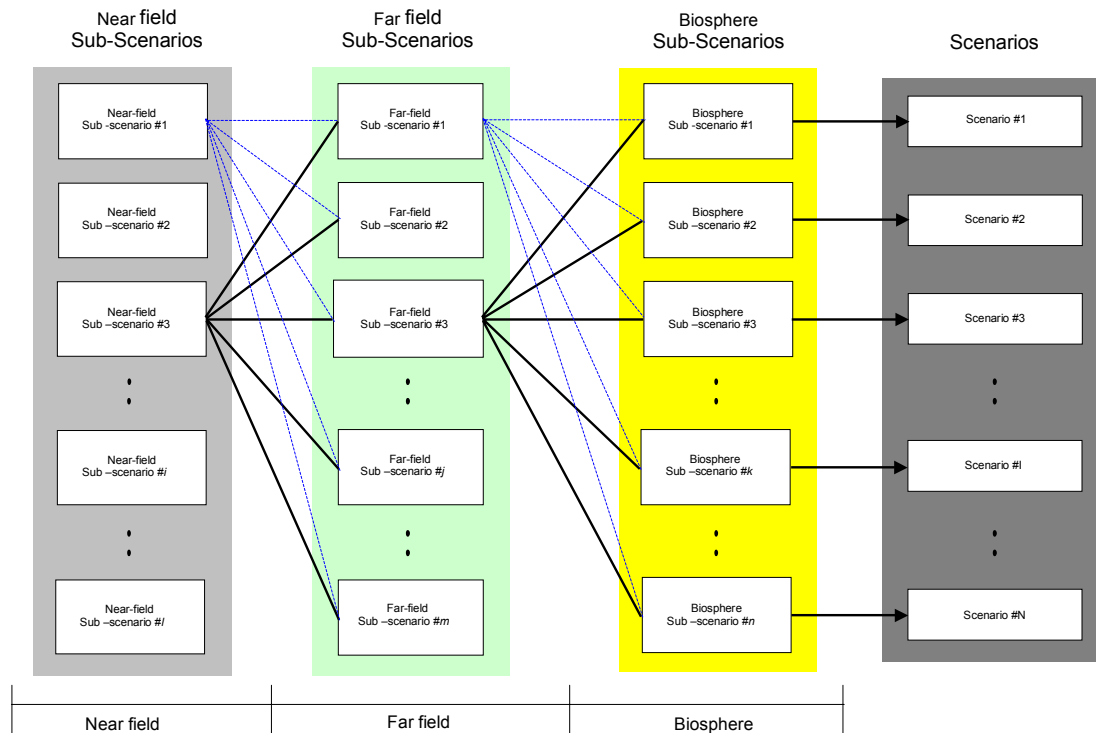 Near field
Sub-Scenarios
Far field
Sub-Scenarios
Biosphere
Sub-Scenarios
Scenarios
Near-field
Sub -scenario #1
Near-field
Sub –scenario #2
Near-field
Sub –scenario #3
Near-field
Sub –scenario #i
Near-field
Sub –scenario #l
Far-field
Sub -scenario #1
Far-field
Sub –scenario #2
Far-field
Sub –scenario #3
Far-field
Sub –scenario #j
Far-field
Sub –scenario #m
Biosphere
Sub -scenario #1
Biosphere
Sub –scenario #2
Biosphere
Sub –scenario #3
Biosphere
Sub –scenario #k
Biosphere
Sub –scenario #n
Scenario #1
Scenario #2
Scenario #3
Scenario #I
Scenario #N
Near field
Far field
Biosphere